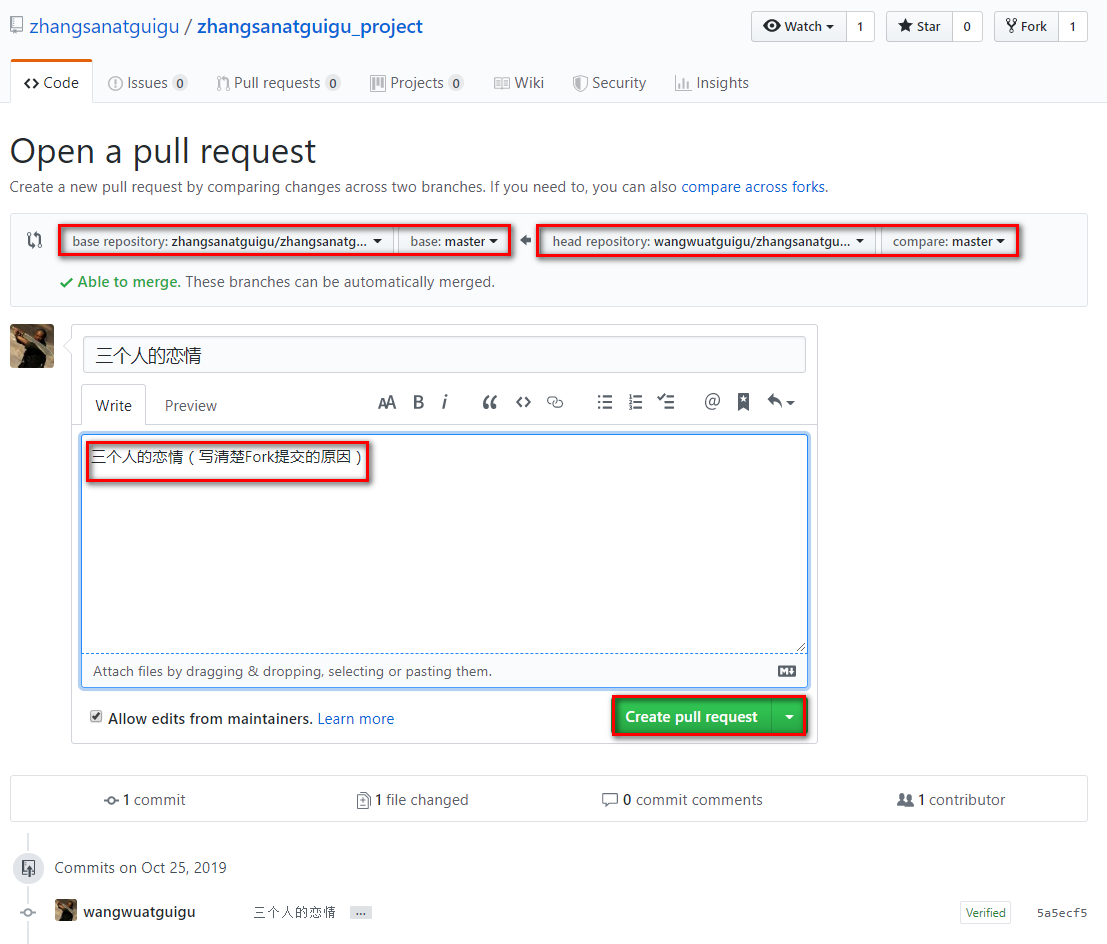 zhangsanatguigu / zhangsanatguigu_project
Watch 1 Star 0 Fork 1
Code Issues 0 Pull requests 0 Projects 0 Wiki Security Insights
Open a pull request
Create a new pull request by comparing changes across two branches. If you need to, you can also compare across forks.
base repository: zhangsanatguigu/zhangsanatg... base: master head repository: wangwuatguigu/zhangsanatgu... compare: master
Able to merge. These branches can be automatically merged.
三个人的恋情
Write Preview AA B i @
三个人的恋情（写清楚Fork提交的原因）
Attach files by dragging & dropping, selecting or pasting them.
Allow edits from maintainers. Learn more Create pull request
1 commit 1 file changed 0 commit comments 1 contributor
Commits on Oct 25, 2019
wangwuatguigu 三个人的恋情 ... Verified 5a5ecf5